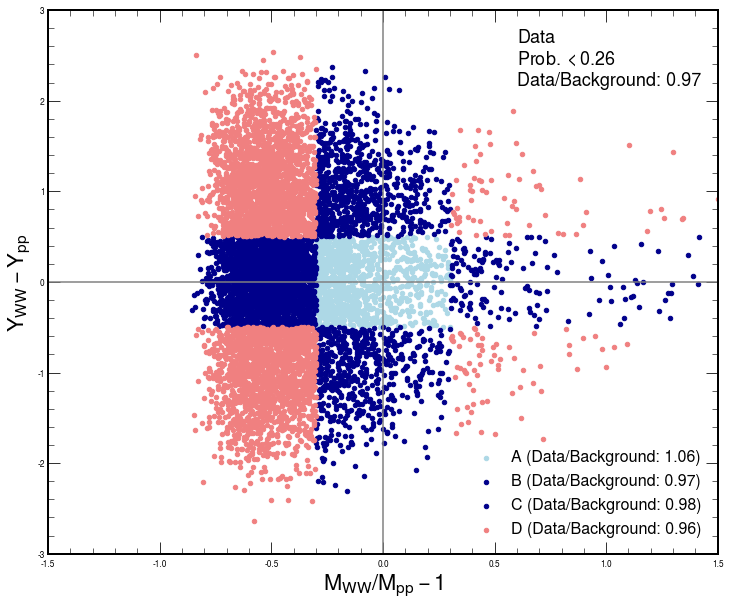 Data
Prob. < 0.26
Data/Background: 0.97
3
2
1
0
-1
-2
-3
Y_WW − Y_pp
A (Data/Background: 1.06)
B (Data/Background: 0.97)
C (Data/Background: 0.98)
D (Data/Background: 0.96)
-1.5 -1.0 -0.5 0.0 0.5 1.0 1.5
M_WW/M_pp − 1